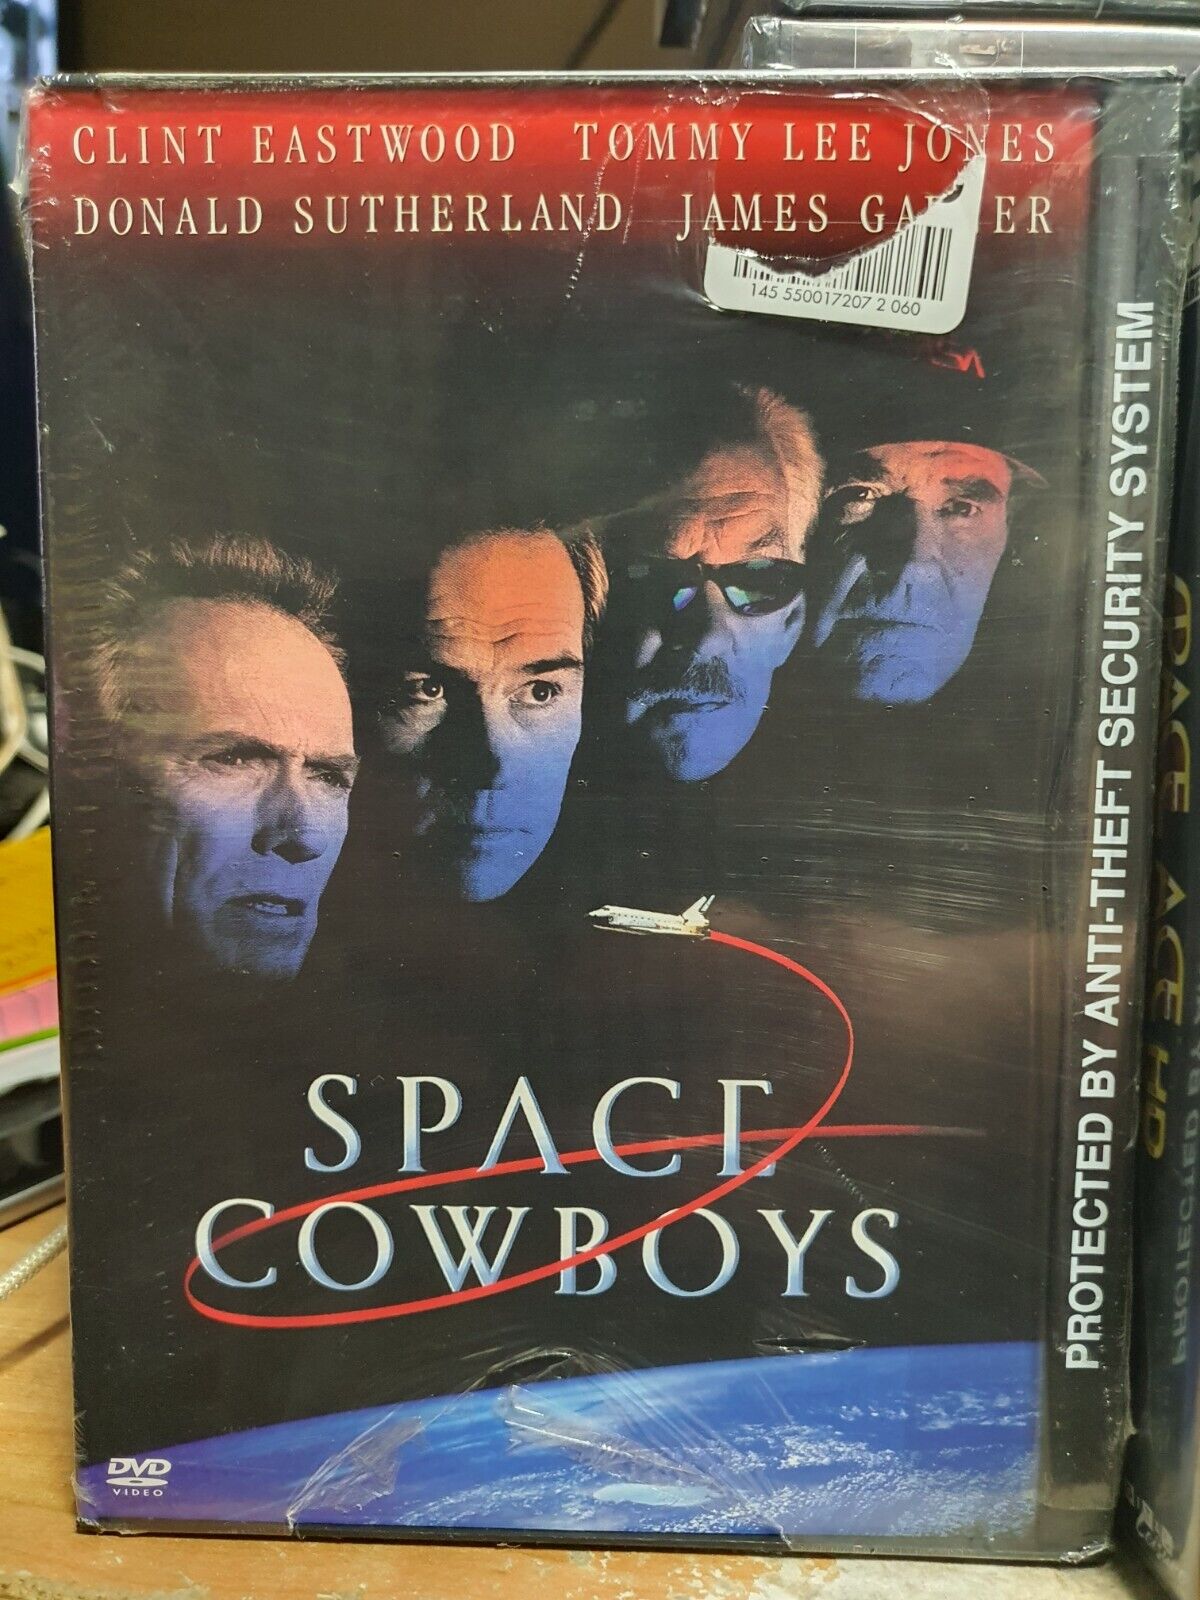 CLINT EASTWOOD TOMMY LEE JONES
DONALD SUTHERLAND JAMES GA ER
145 550017207 2 060
SPACE
COWBOYS
DVD
VIDEO
PROTECTED BY ANTI-THEFT SECURITY SYSTEM